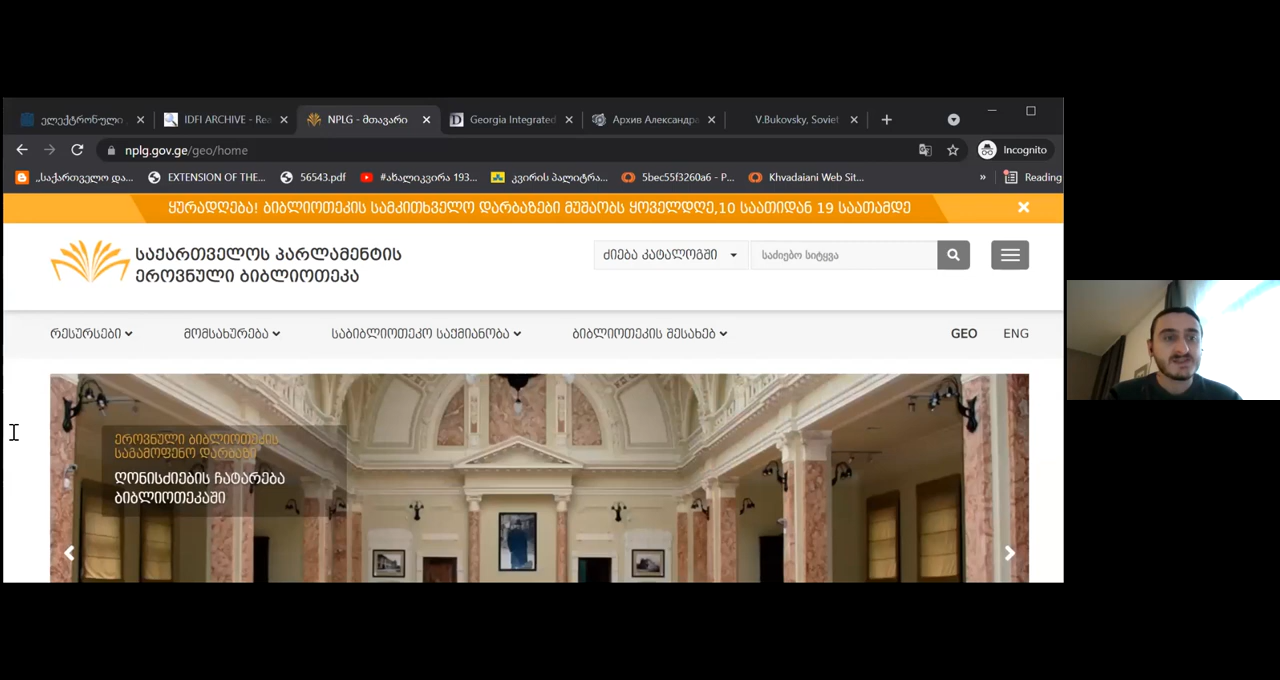 ელექტრონული
IDFI ARCHIVE - Rea
NPLG - მთავარი
Georgia Integrated
Архив Александра
V.Bukovsky, Soviet
nplg.gov.ge/geo/home
Incognito
„საქართველო და...
EXTENSION OF THE...
56543.pdf
#ახალიკვირა 193...
კვირის პალიტრა...
5bec55f3260a6 - P...
Khvadaiani Web Sit...
»
Reading
ყურადღება! ბიბლიოთეკის სამკითხველო დარბაზები მუშაობს ყოველდღე,10 საათიდან 19 საათამდე
საქართველოს პარლამენტის
ეროვნული ბიბლიოთეკა
ძიება კატალოგში
საძიებო სიტყვა
რესურსები
მომსახურება
საბიბლიოთეკო საქმიანობა
ბიბლიოთეკის შესახებ
GEO
ENG
ეროვნული ბიბლიოთეკის
საგამოფენო დარბაზი
ღონისძიების ჩატარება
ბიბლიოთეკაში